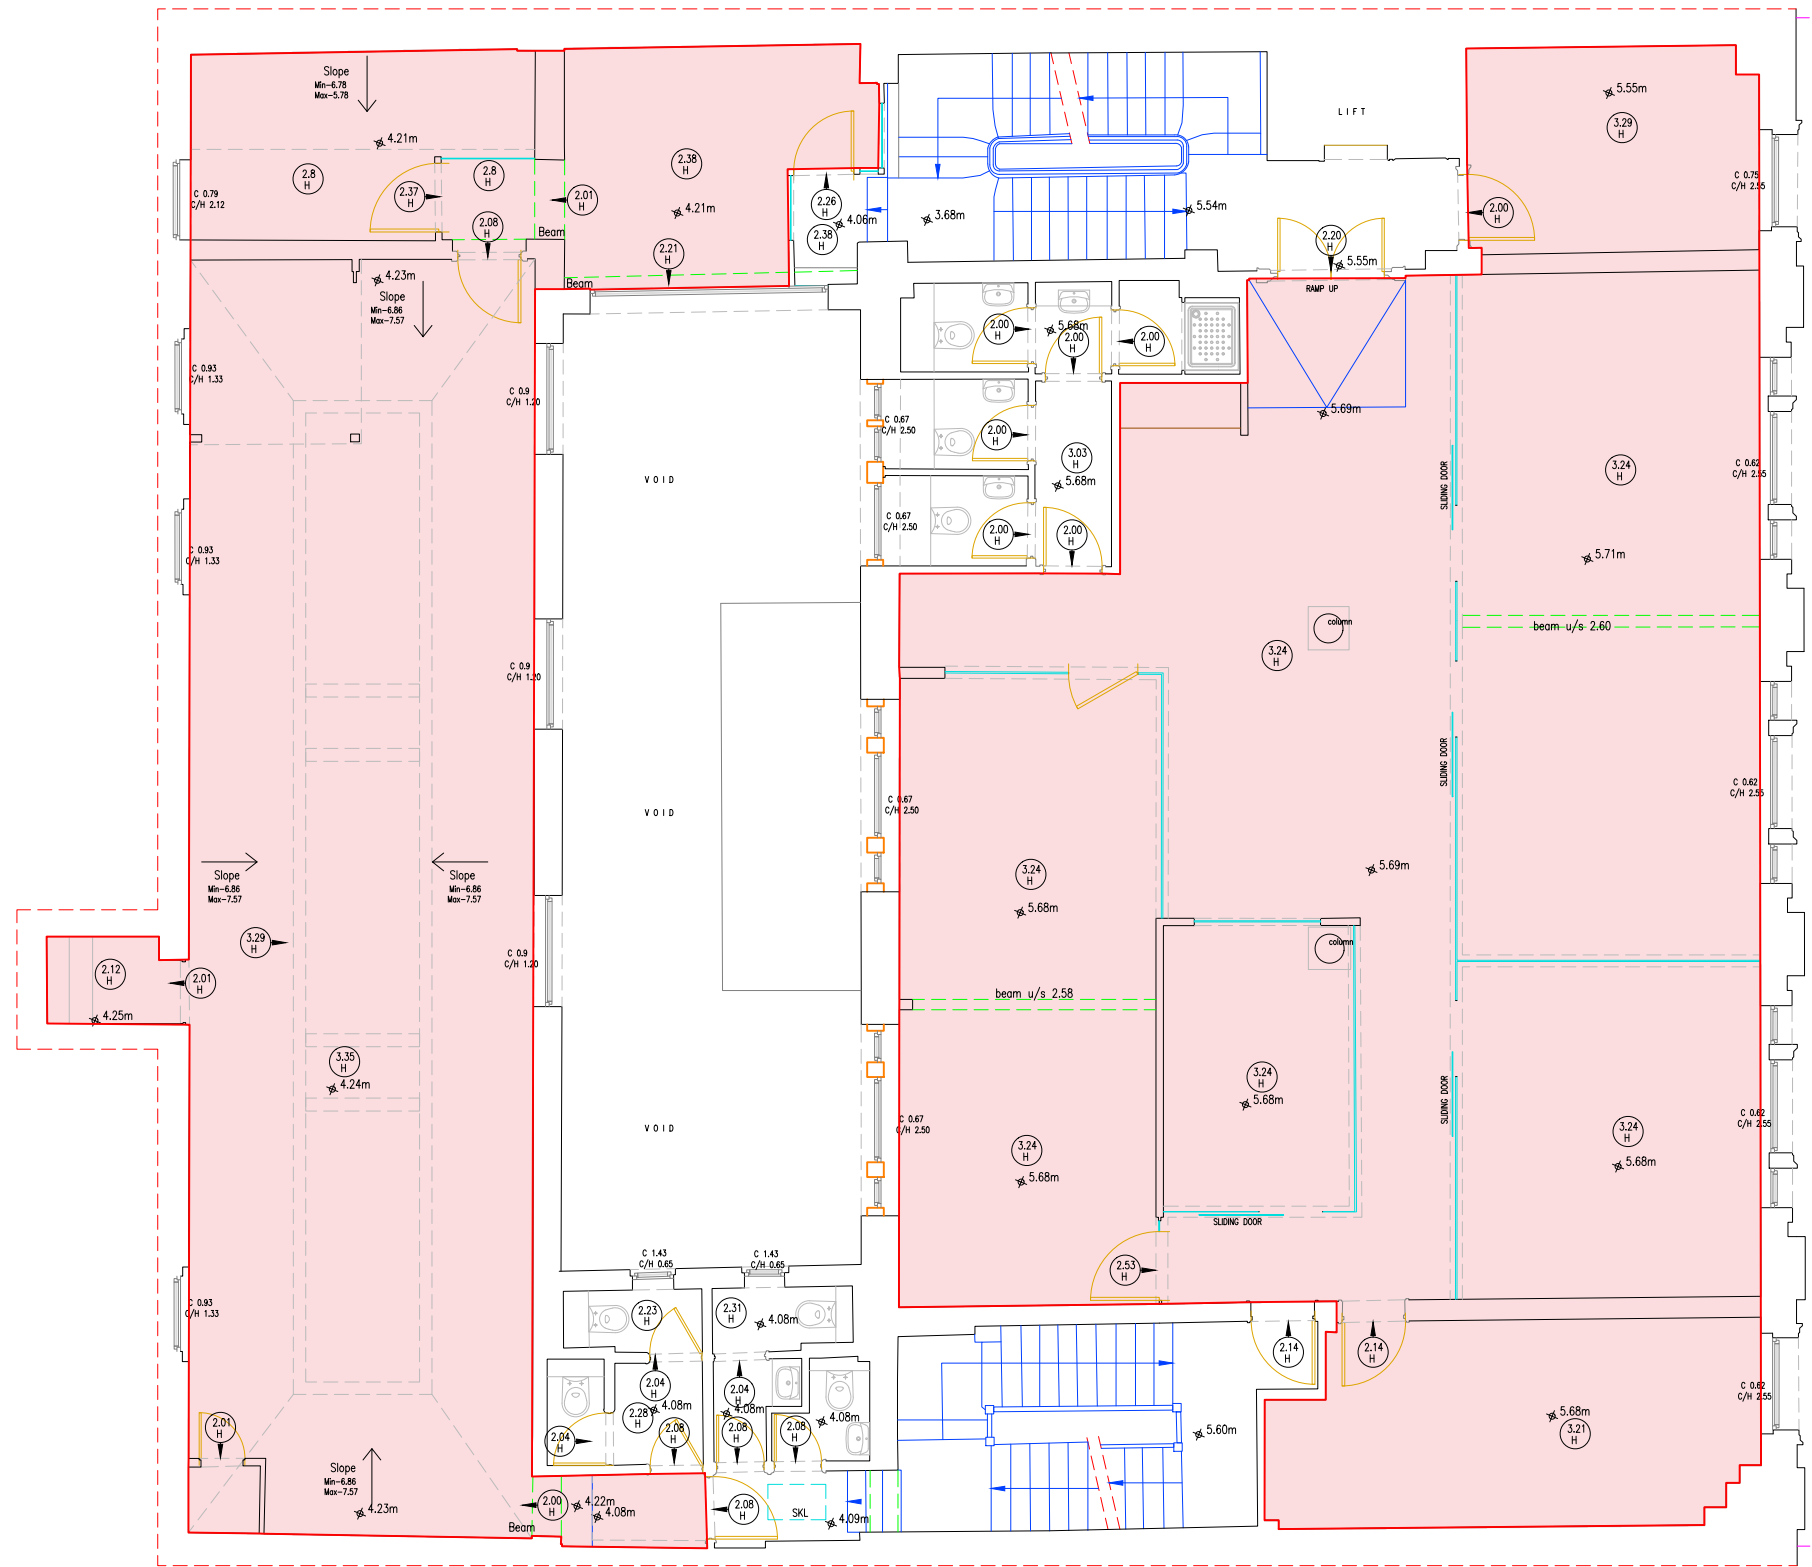 Slope
Min-6.78
Max-5.78
4.21m
2.8
H
2.37
H
2.8
H
2.08
H
2.01
H
Beam
C 0.79
C/H 2.12
2.38
H
4.21m
2.21
H
Beam
2.26
H
4.06m
2.38
H
3.68m
5.54m
LIFT
2.20
H
5.55m
RAMP UP
2.00
H
5.55m
3.29
H
C 0.75
C/H 2.55
4.23m
Slope
Min-6.86
Max-7.57
C 0.93
C/H 1.33
C 0.9
C/H 1.20
VOID
2.00
H
5.68m
2.00
H
2.00
H
C 0.67
C/H 2.50
2.00
H
3.03
H
5.68m
C 0.67
C/H 2.50
2.00
H
2.00
H
5.69m
SLIDING DOOR
3.24
H
C 0.62
C/H 2.55
5.71m
C 0.93
C/H 1.33
column
3.24
H
beam u/s 2.60
C 0.9
C/H 1.20
VOID
C 0.67
C/H 2.50
SLIDING DOOR
C 0.62
C/H 2.55
Slope
Min-6.86
Max-7.57
Slope
Min-6.86
Max-7.57
3.24
H
5.68m
5.69m
3.29
H
C 0.9
C/H 1.20
column
2.12
H
2.01
H
4.25m
beam u/s 2.58
3.35
H
4.24m
VOID
C 0.67
C/H 2.50
3.24
H
5.68m
3.24
H
5.68m
SLIDING DOOR
3.24
H
5.68m
C 0.62
C/H 2.55
SLIDING DOOR
C 1.43
C/H 0.65
C 1.43
C/H 0.65
2.53
H
C 0.93
C/H 1.33
2.23
H
2.31
H
4.08m
2.14
H
2.14
H
2.04
H
4.08m
2.28
H
2.04
H
4.08m
4.08m
C 0.62
C/H 2.55
2.01
H
2.04
H
2.08
H
2.08
H
2.08
H
5.60m
5.68m
3.21
H
Slope
Min-6.86
Max-7.57
4.23m
2.00
H
Beam
4.22m
4.08m
2.08
H
SKL
4.09m